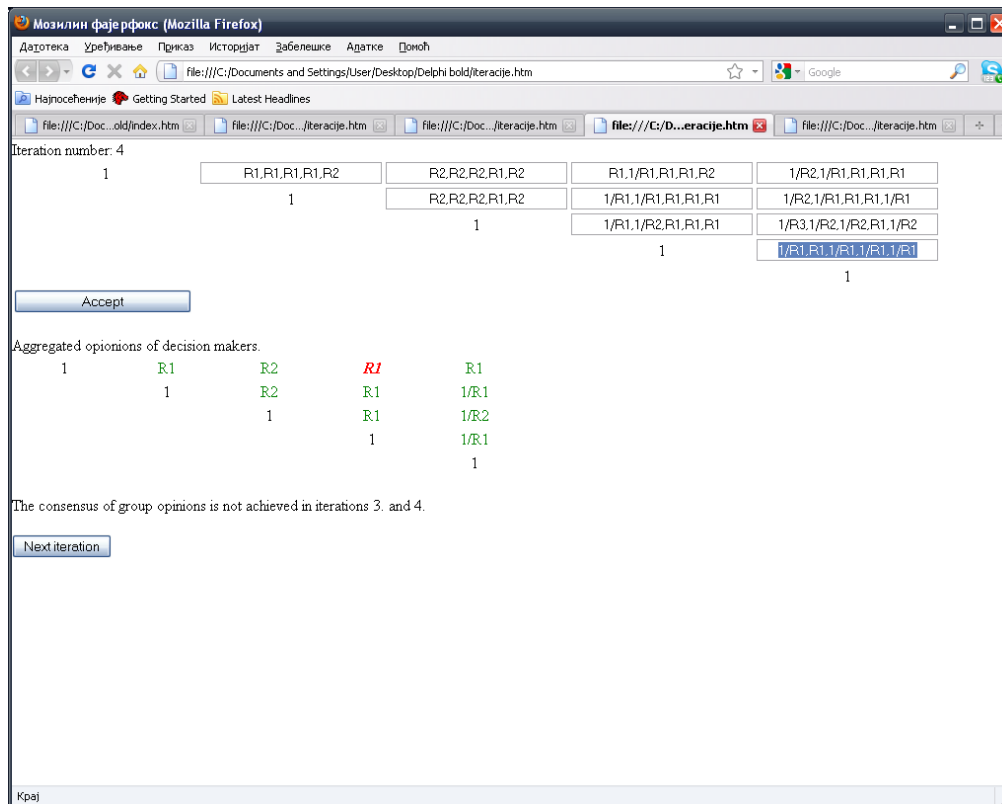 Мозилин фајерфокс (Mozilla Firefox)
Датотека Уређивање Приказ Историјат Забелешке Алатке Помоћ
file:///C:/Documents and Settings/User/Desktop/Delphi bold/iteracije.htm Google
Најпосећеније Getting Started Latest Headlines
file:///C:/Doc...old/index.htm file:///C:/Doc.../iteracije.htm file:///C:/Doc.../iteracije.htm file:///C:/D...eracije.htm file:///C:/Doc.../iteracije.htm
Iteration number: 4
1 R1,R1,R1,R1,R2 R2,R2,R2,R1,R2 R1,1/R1,R1,R1,R2 1/R2,1/R1,R1,R1,R1
1 R2,R2,R2,R1,R2 1/R1,1/R1,R1,R1,R1 1/R2,1/R1,R1,R1,1/R1
1 1/R1,1/R2,R1,R1,R1 1/R3,1/R2,1/R2,R1,1/R2
1 1/R1,R1,1/R1,1/R1,1/R1
1
Accept
Aggregated opionions of decision makers.
1 R1 R2 R1 R1
1 R2 R1 1/R1
1 R1 1/R2
1 1/R1
1
The consensus of group opinions is not achieved in iterations 3. and 4.
Next iteration
Крај